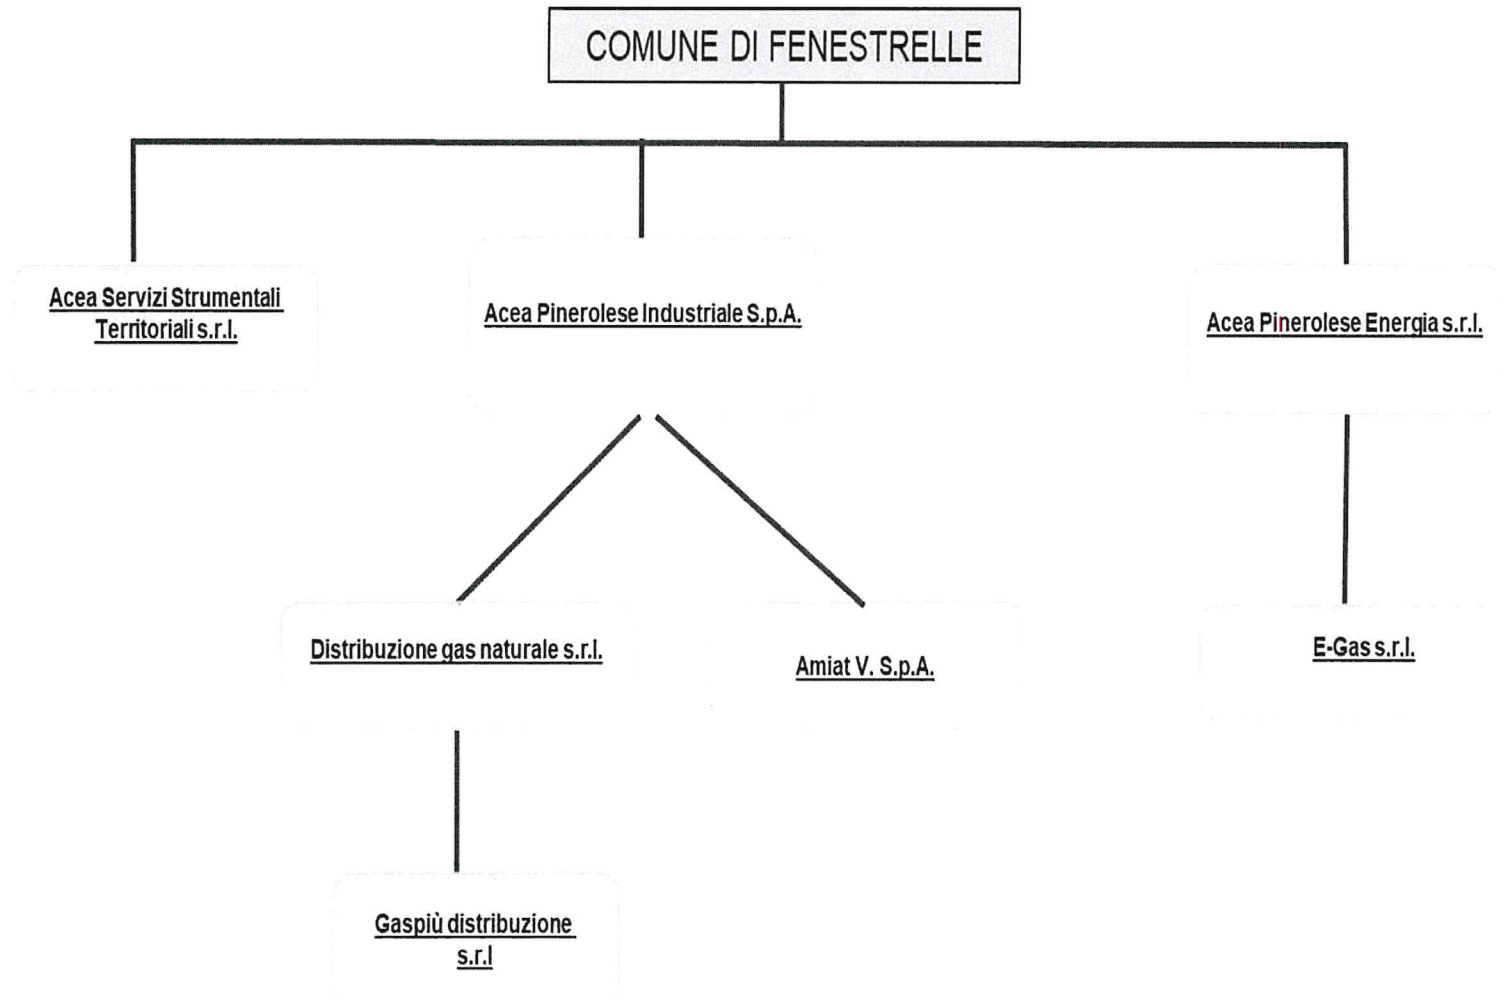 COMUNE DI FENESTRELLE
Acea Servizi Strumentali
Territoriali s.r.l.
Acea Pinerolese Industriale S.p.A.
Acea Pinerolese Energia s.r.l.
Distribuzione gas naturale s.r.l.
Amiat V. S.p.A.
E-Gas s.r.l.
Gaspiù distribuzione
s.r.l